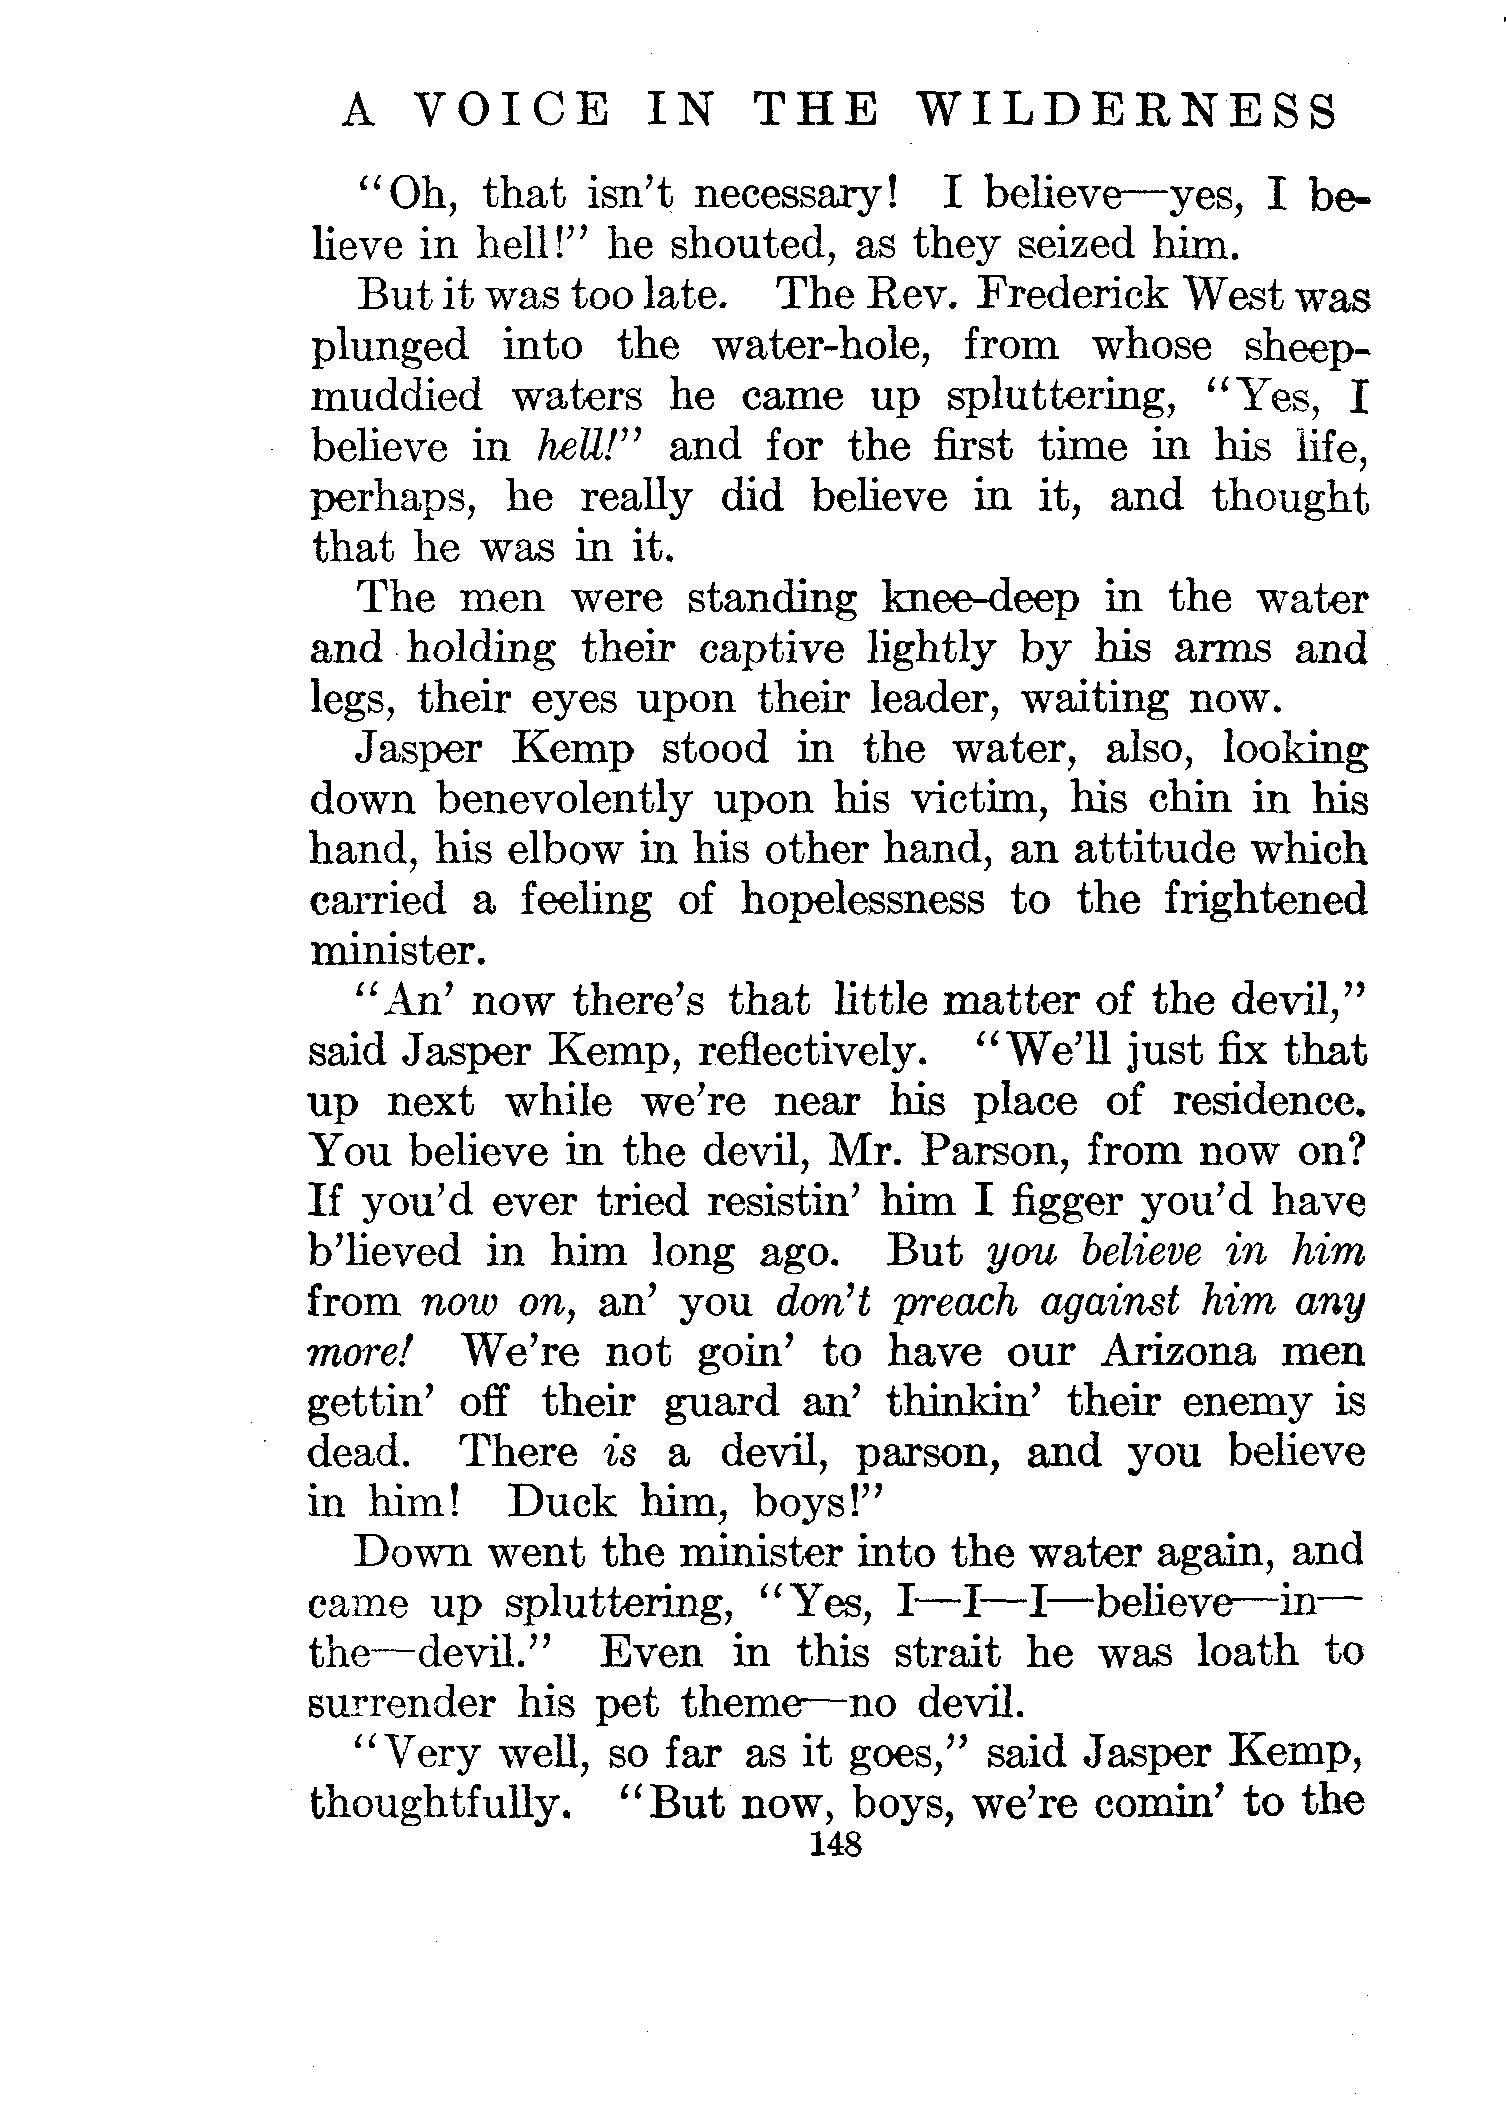 A VOICE IN THE WILDERNESS
"Oh, that isn't necessary! I believe—yes, I be-
lieve in hell!" he shouted, as they seized him.
But it was too late. The Rev. Frederick West was
plunged into the water-hole, from whose sheep-
muddied waters he came up spluttering, "Yes, I
believe in hell!" and for the first time in his life,
perhaps, he really did believe in it, and thought
that he was in it.
The men were standing knee-deep in the water
and holding their captive lightly by his arms and
legs, their eyes upon their leader, waiting now.
Jasper Kemp stood in the water, also, looking
down benevolently upon his victim, his chin in his
hand, his elbow in his other hand, an attitude which
carried a feeling of hopelessness to the frightened
minister.
"An' now there's that little matter of the devil,"
said Jasper Kemp, reflectively. "We'll just fix that
up next while we're near his place of residence.
You believe in the devil, Mr. Parson, from now on?
If you'd ever tried resistin' him I figger you'd have
b'lieved in him long ago. But you believe in him
from now on, an' you don't preach against him any
more! We're not goin' to have our Arizona men
gettin' off their guard an' thinkin' their enemy is
dead. There is a devil, parson, and you believe
in him! Duck him, boys!"
Down went the minister into the water again, and
came up spluttering, "Yes, I—I—I—believe—in—
the—devil." Even in this strait he was loath to
surrender his pet theme—no devil.
"Very well, so far as it goes," said Jasper Kemp,
thoughtfully. "But now, boys, we're comin' to the
148